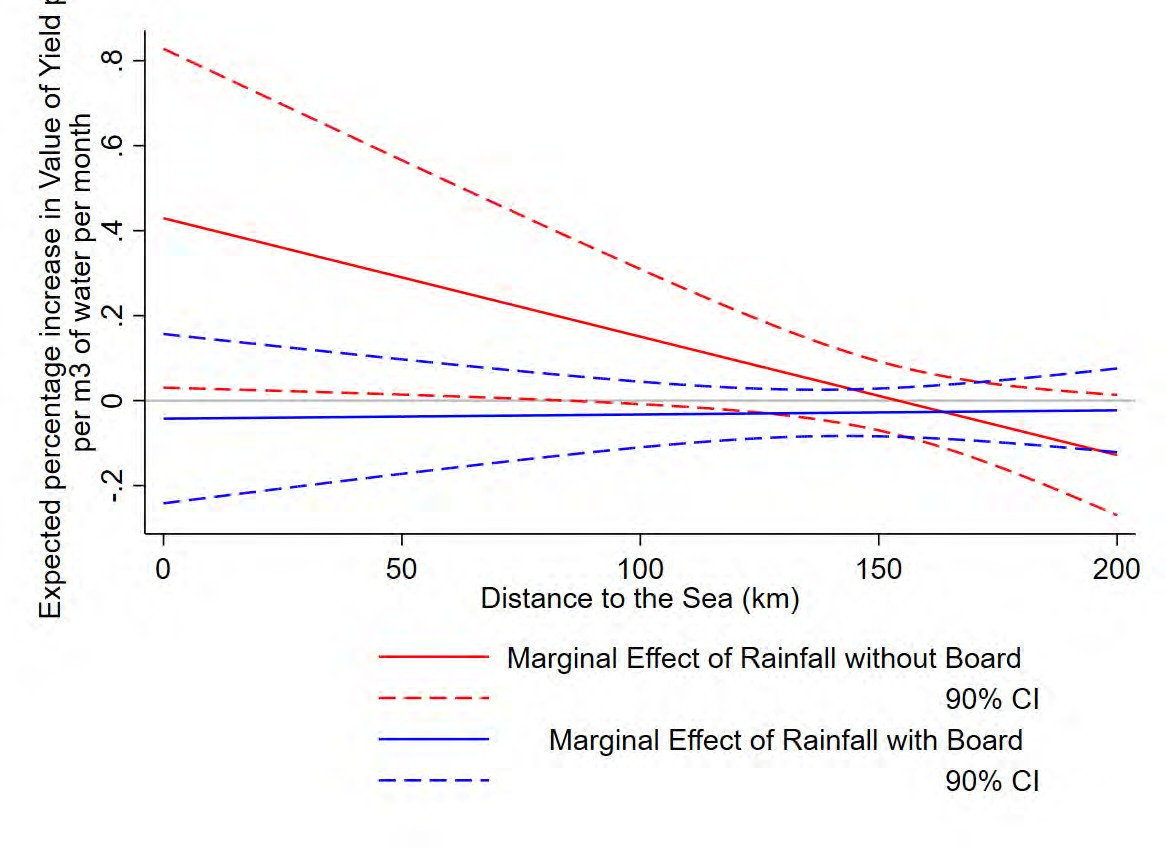 Expected percentage increase in Value of Yield
per m3 of water per month
.8
.6
.4
.2
0
-.2
0 50 100 150 200
Distance to the Sea (km)
Marginal Effect of Rainfall without Board
90% CI
Marginal Effect of Rainfall with Board
90% CI